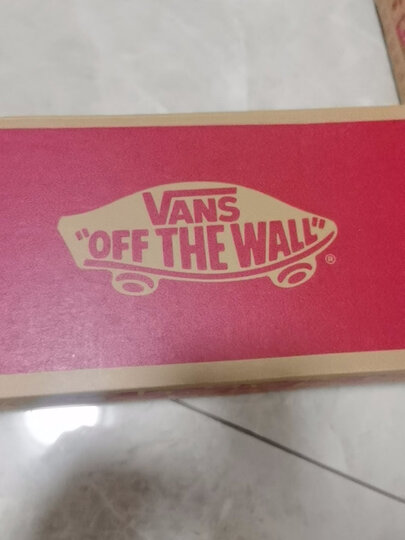 VANS
"OFF THE WALL"
®